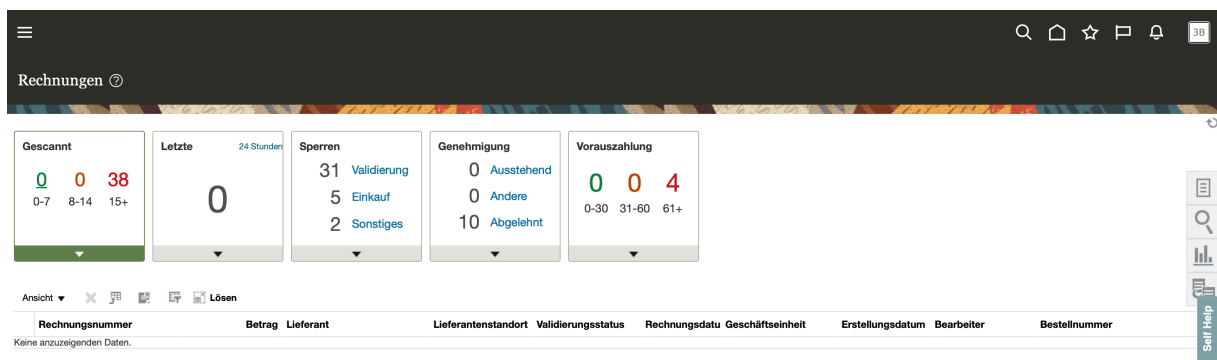 3B
Rechnungen
Gescannt
0 0 38
0-7 8-14 15+
Letzte 24 Stunden
0
Sperren
31 Validierung
5 Einkauf
2 Sonstiges
Genehmigung
0 Ausstehend
0 Andere
10 Abgelehnt
Vorauszahlung
0 0 4
0-30 31-60 61+
Ansicht Lösen
Rechnungsnummer Betrag Lieferant Lieferantenstandort Validierungsstatus Rechnungsdatu Geschäftseinheit Erstellungsdatum Bearbeiter Bestellnummer
Keine anzuzeigenden Daten.
Self Help